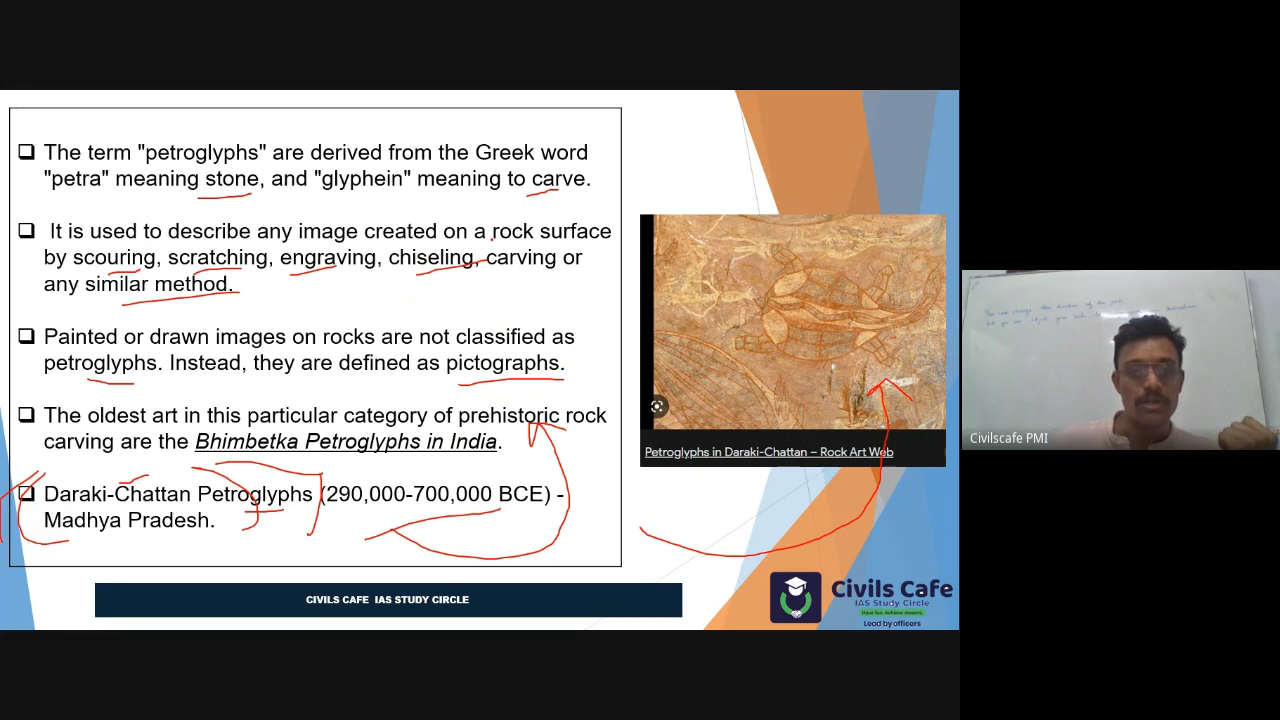 The term "petroglyphs" are derived from the Greek word
"petra" meaning stone, and "glyphein" meaning to carve.
It is used to describe any image created on a rock surface
by scouring, scratching, engraving, chiseling, carving or
any similar method.
Painted or drawn images on rocks are not classified as
petroglyphs. Instead, they are defined as pictographs.
The oldest art in this particular category of prehistoric rock
carving are the Bhimbetka Petroglyphs in India.
Daraki-Chattan Petroglyphs (290,000-700,000 BCE) -
Madhya Pradesh.
Petroglyphs in Daraki-Chattan – Rock Art Web
CIVILS CAFE IAS STUDY CIRCLE
Civils Cafe
IAS Study Circle
Have fun. Achieve dreams.
Lead by officers
Civilscafe PMI